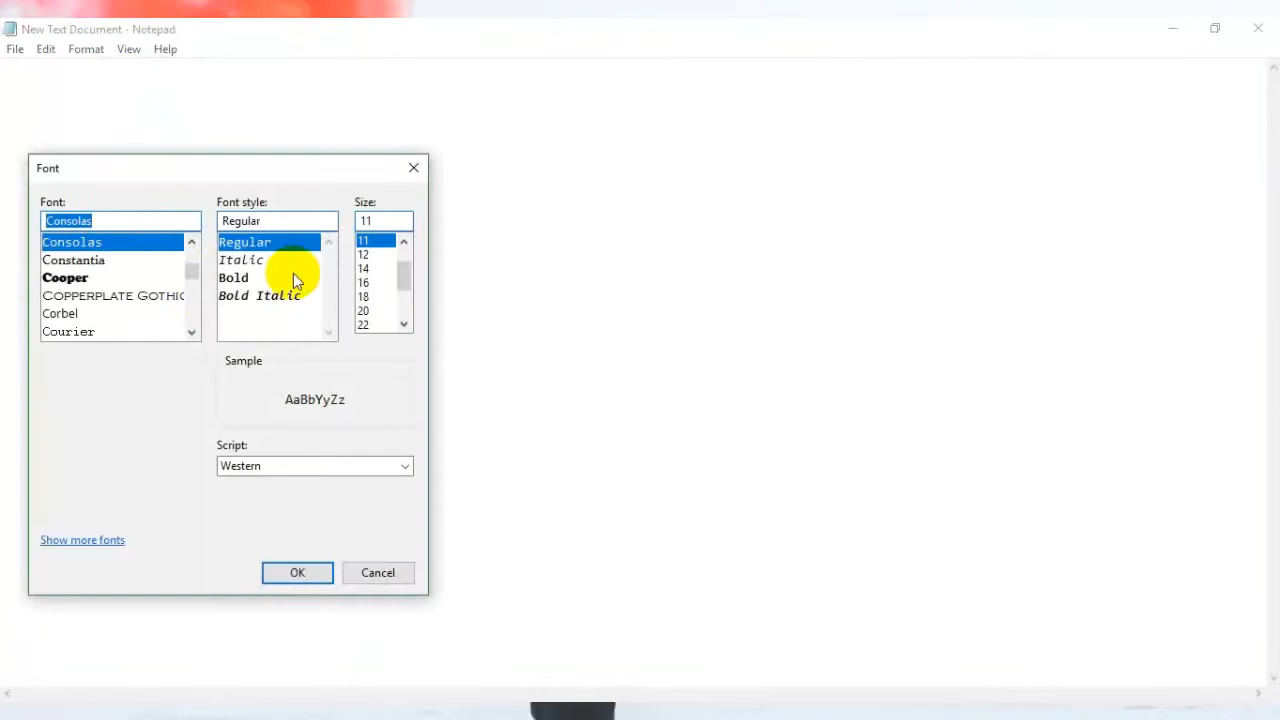 New Text Document - Notepad
File Edit Format View Help
Font
Font: Font style: Size:
Consolas Regular 11
Consolas Regular 11
Constantia Italic 12
Cooper Bold 14
COPPERPLATE GOTHIC Bold Italic 16
Corbel 18
Courier 20
22
Sample
AaBbYyZz
Script:
Western
Show more fonts
OK Cancel